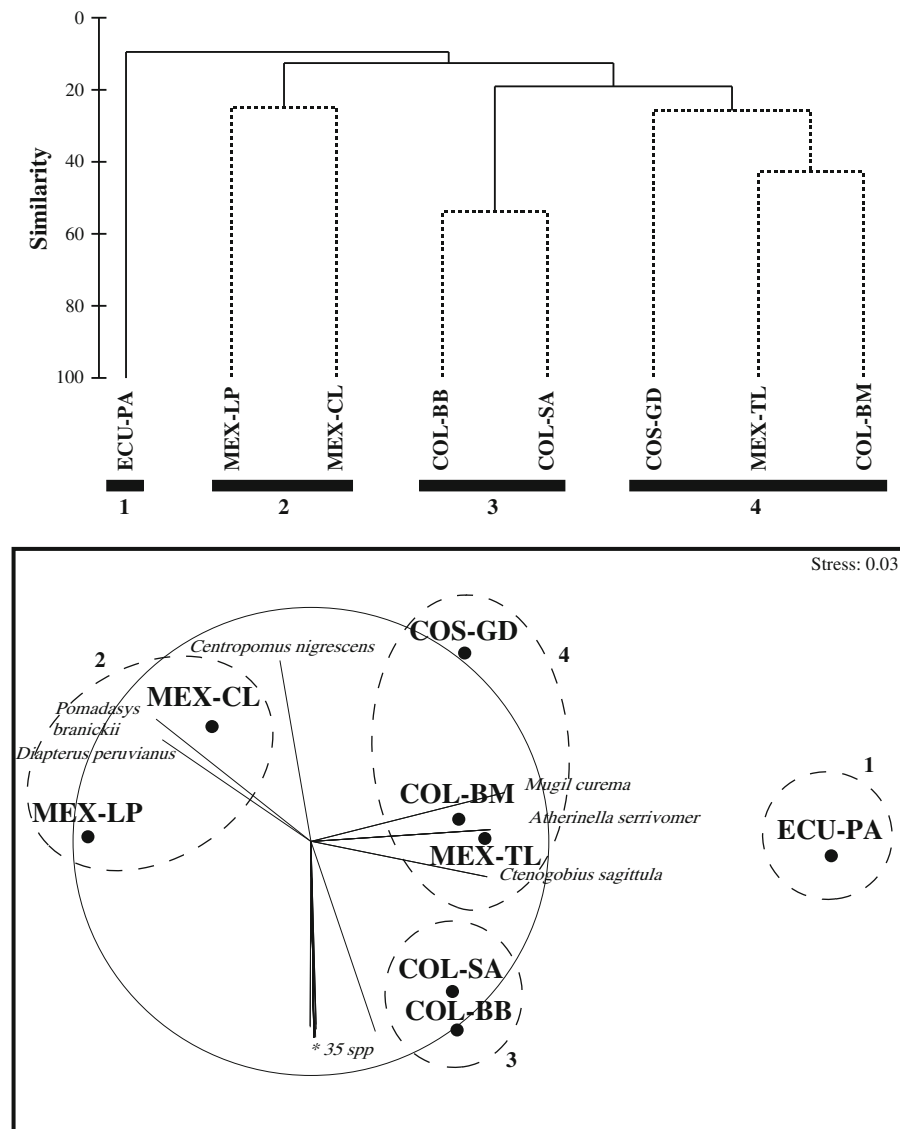 0
20
40
60
80
100
Similarity
ECU-PA
MEX-LP
MEX-CL
COL-BB
COL-SA
COS-GD
MEX-TL
COL-BM
1
2
3
4
Stress: 0.03
COS-GD
Centropomus nigrescens
4
2
MEX-CL
Pomadasys
branickii
Diapterus peruvianus
1
Mugil curema
COL-BM
MEX-LP
Atherinella serrivomer
ECU-PA
MEX-TL
Ctenogobius sagittula
COL-SA
COL-BB
* 35 spp
3